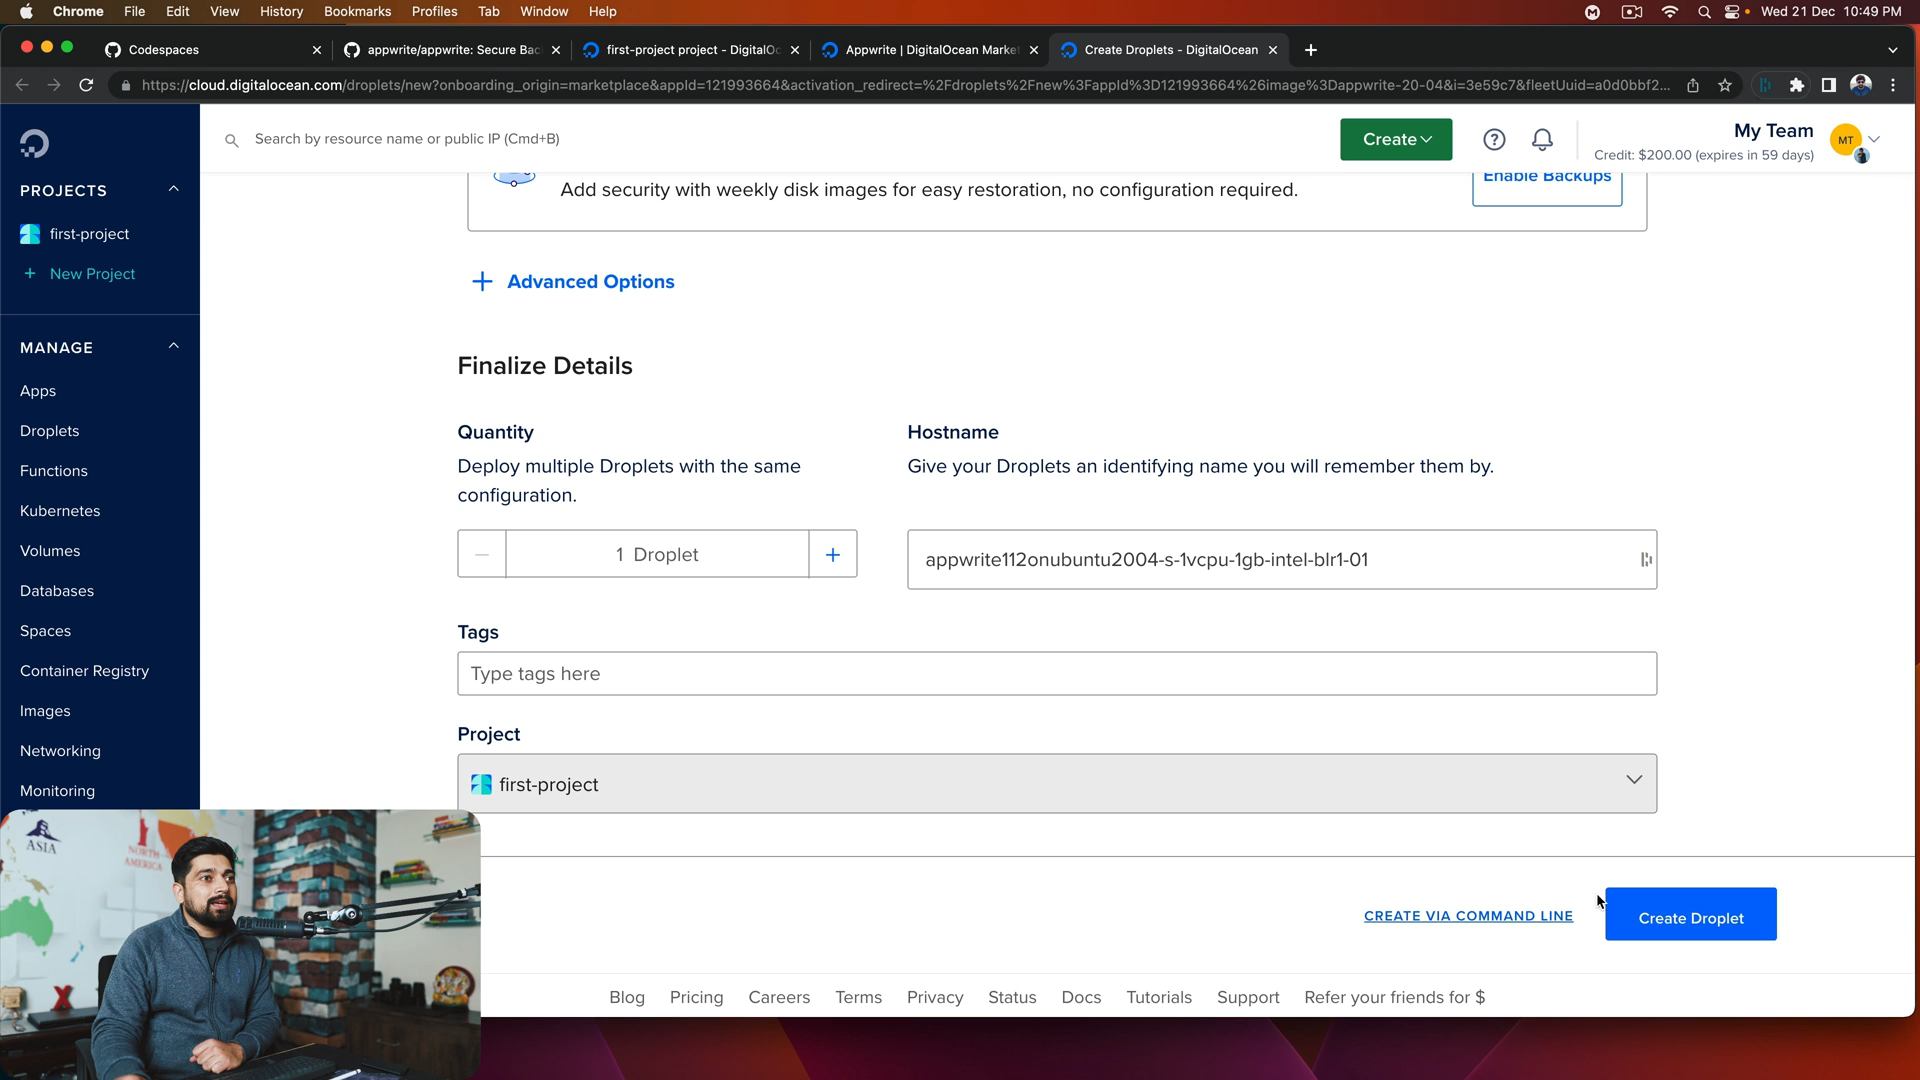 Chrome File Edit View History Bookmarks Profiles Tab Window Help
Wed 21 Dec 10:49 PM
Codespaces
appwrite/appwrite: Secure Bac
first-project project - DigitalOc
Appwrite | DigitalOcean Market
Create Droplets - DigitalOcean
https://cloud.digitalocean.com/droplets/new?onboarding_origin=marketplace&appId=121993664&activation_redirect=%2Fdroplets%2Fnew%3FappId%3D121993664%26image%3Dappwrite-20-04&i=3e59c7&fleetUuid=a0d0bbf2...
Search by resource name or public IP (Cmd+B)
Create
My Team
Credit: $200.00 (expires in 59 days)
MT
PROJECTS
first-project
+ New Project
MANAGE
Apps
Droplets
Functions
Kubernetes
Volumes
Databases
Spaces
Container Registry
Images
Networking
Monitoring
Add security with weekly disk images for easy restoration, no configuration required.
Enable Backups
+ Advanced Options
Finalize Details
Quantity
Deploy multiple Droplets with the same
configuration.
1 Droplet
Hostname
Give your Droplets an identifying name you will remember them by.
appwrite112onubuntu2004-s-1vcpu-1gb-intel-blr1-01
Tags
Type tags here
Project
first-project
CREATE VIA COMMAND LINE
Create Droplet
Blog Pricing Careers Terms Privacy Status Docs Tutorials Support Refer your friends for $
ASIA
NORTH
AMERICA